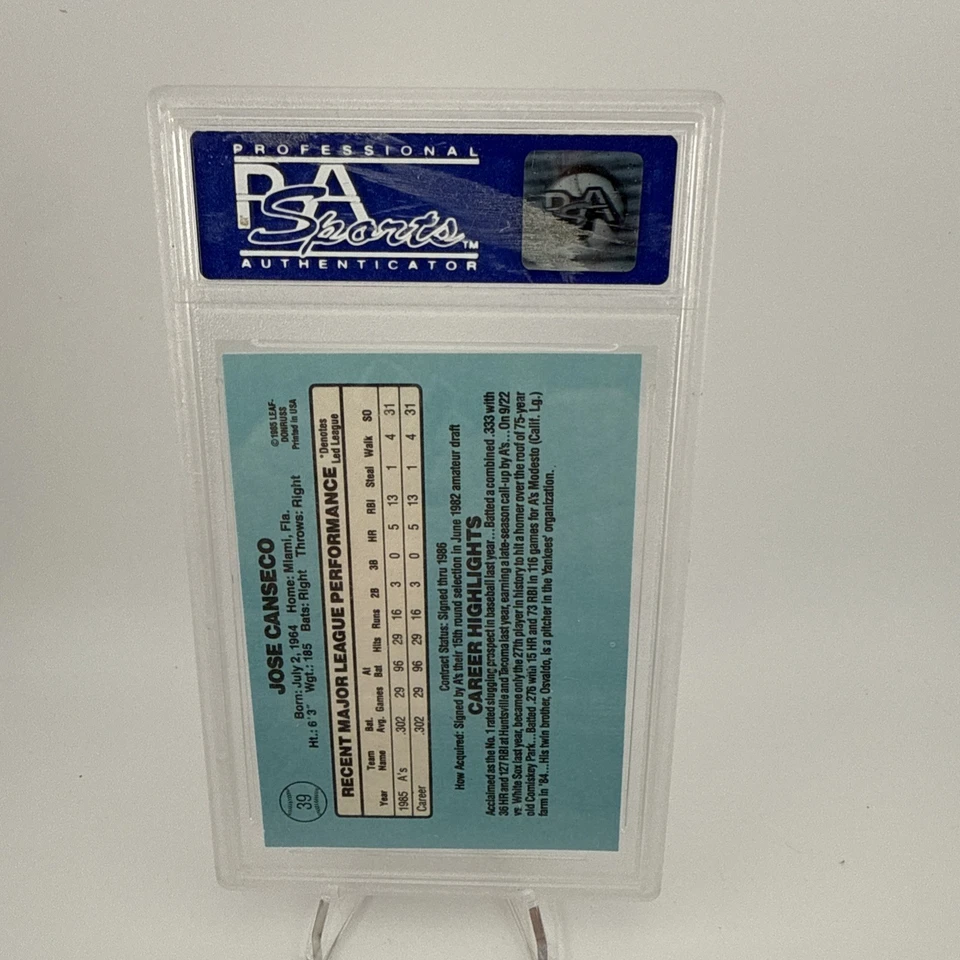 PROFESSIONAL
PSA
Sports™
AUTHENTICATOR
PSA
39
JOSE CANSECO
Born: July 2, 1964 Home: Miami, Fla.
Ht.: 6'3" Wgt.: 185 Bats: Right Throws: Right
© 1985 LEAF-
DONRUSS
Printed in USA
RECENT MAJOR LEAGUE PERFORMANCE
*Denotes
Led League
Year Team Name Bat. Avg. Games At Bat Hits Runs 2B 3B HR RBI Steal Walk SO
1985 A's .302 29 96 29 16 3 0 5 13 1 4 31
Career .302 29 96 29 16 3 0 5 13 1 4 31
Contract Status: Signed thru 1986
How Acquired: Signed by A's their 15th round selection in June 1982 amateur draft
CAREER HIGHLIGHTS
Acclaimed as the No. 1 rated slugging prospect in baseball last year...Batted a combined .333 with
36 HR and 127 RBI at Huntsville and Tacoma last year, earning a late-season call-up by A's...On 9/22
vs. White Sox last year, became only the 27th player in history to hit a homer over the roof of 75-year
old Comiskey Park...Batted .276 with 15 HR and 73 RBI in 116 games for A's Modesto (Calif. Lg.)
farm in '84...His twin brother, Osvaldo, is a pitcher in the Yankees' organization.